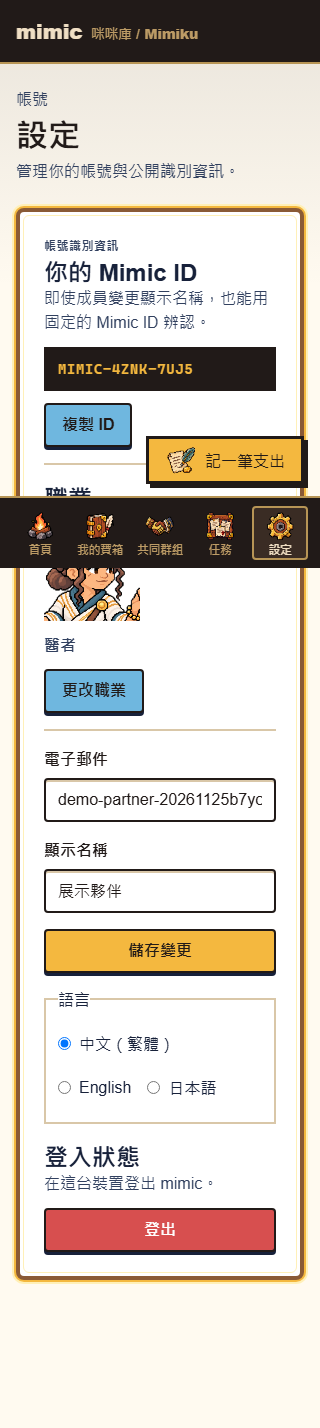 mimic 咪咪庫 / Mimiku
帳號
設定
管理你的帳號與公開識別資訊。
帳號識別資訊
你的 Mimic ID
即使成員變更顯示名稱，也能用
固定的 Mimic ID 辨認。
MIMIC-4ZNK-7UJ5
複製 ID
記一筆支出
職業
首頁
我的寶箱
共同群組
任務
設定
醫者
更改職業
電子郵件
demo-partner-20261125b7yc
顯示名稱
展示夥伴
儲存變更
語言
中文（繁體）
English
日本語
登入狀態
在這台裝置登出 mimic。
登出